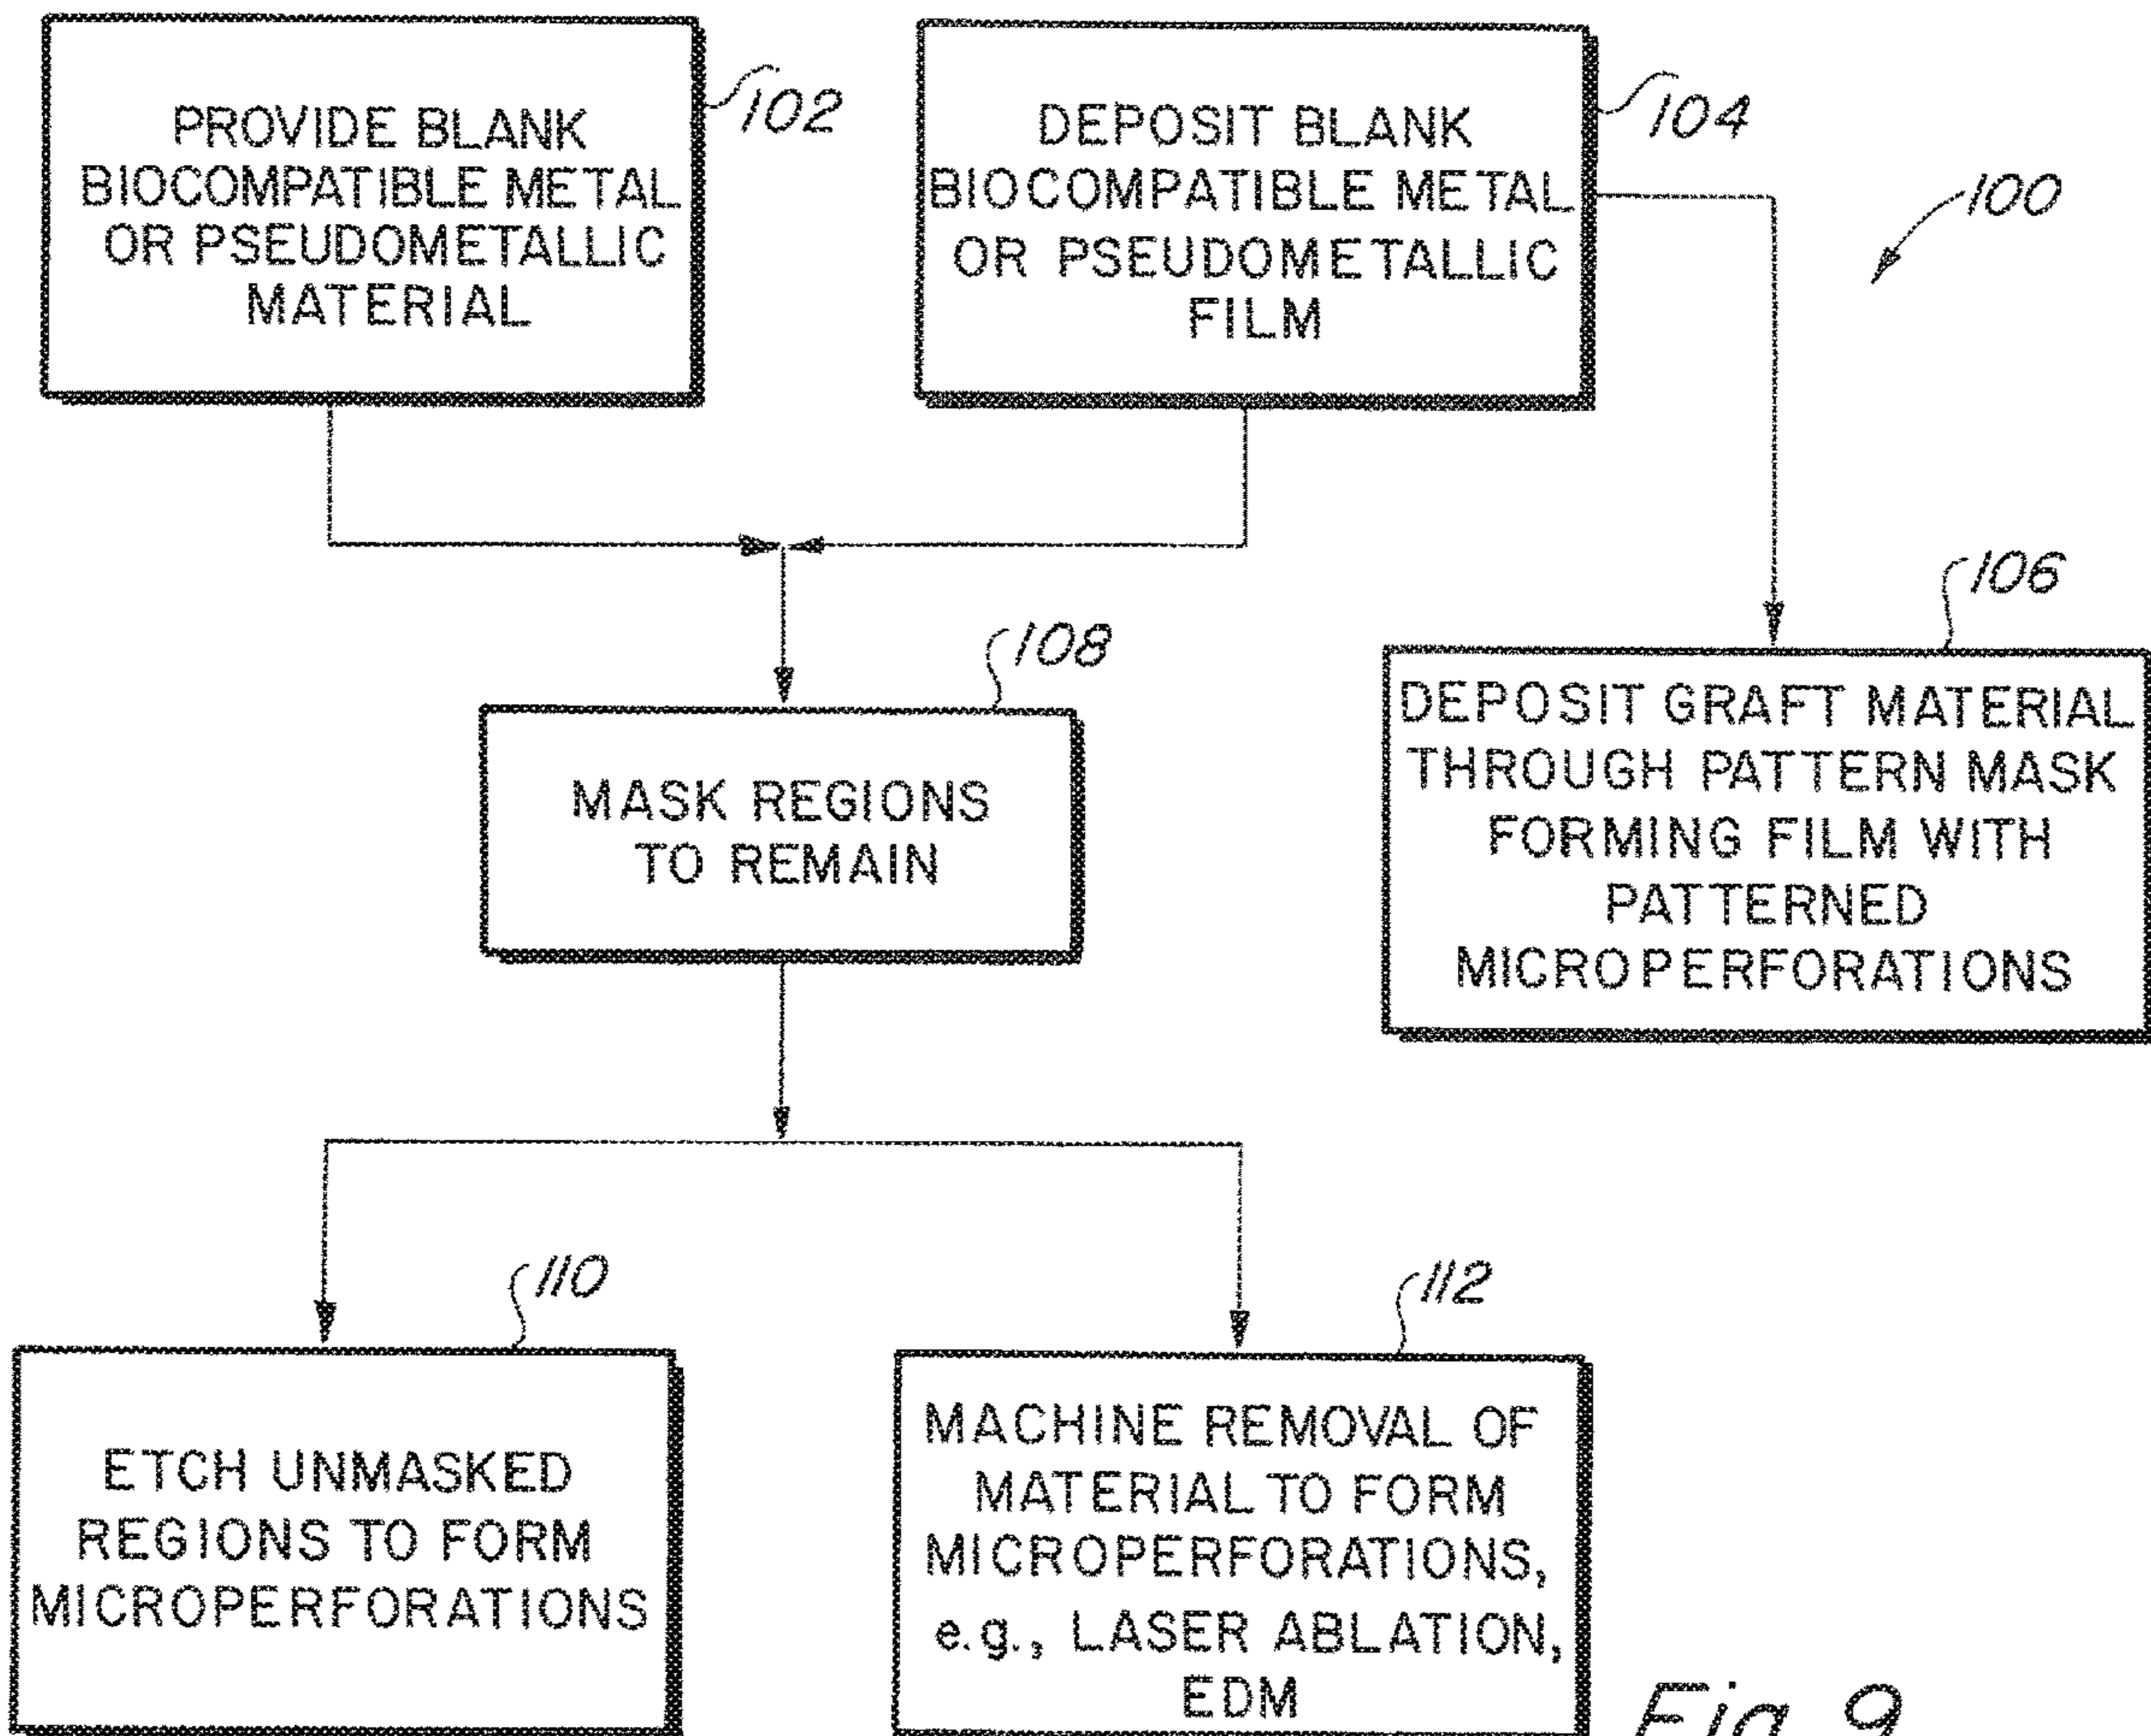 PROVIDE BLANK
BIOCOMPATIBLE METAL
OR PSEUDOMETALLIC
MATERIAL
102
DEPOSIT BLANK
BIOCOMPATIBLE METAL
OR PSEUDOMETALLIC
FILM
104
100
106
DEPOSIT GRAFT MATERIAL
THROUGH PATTERN MASK
FORMING FILM WITH
PATTERNED
MICROPERFORATIONS
108
MASK REGIONS
TO REMAIN
110
ETCH UNMASKED
REGIONS TO FORM
MICROPERFORATIONS
112
MACHINE REMOVAL OF
MATERIAL TO FORM
MICROPERFORATIONS,
e.g., LASER ABLATION,
EDM
Fig. 9